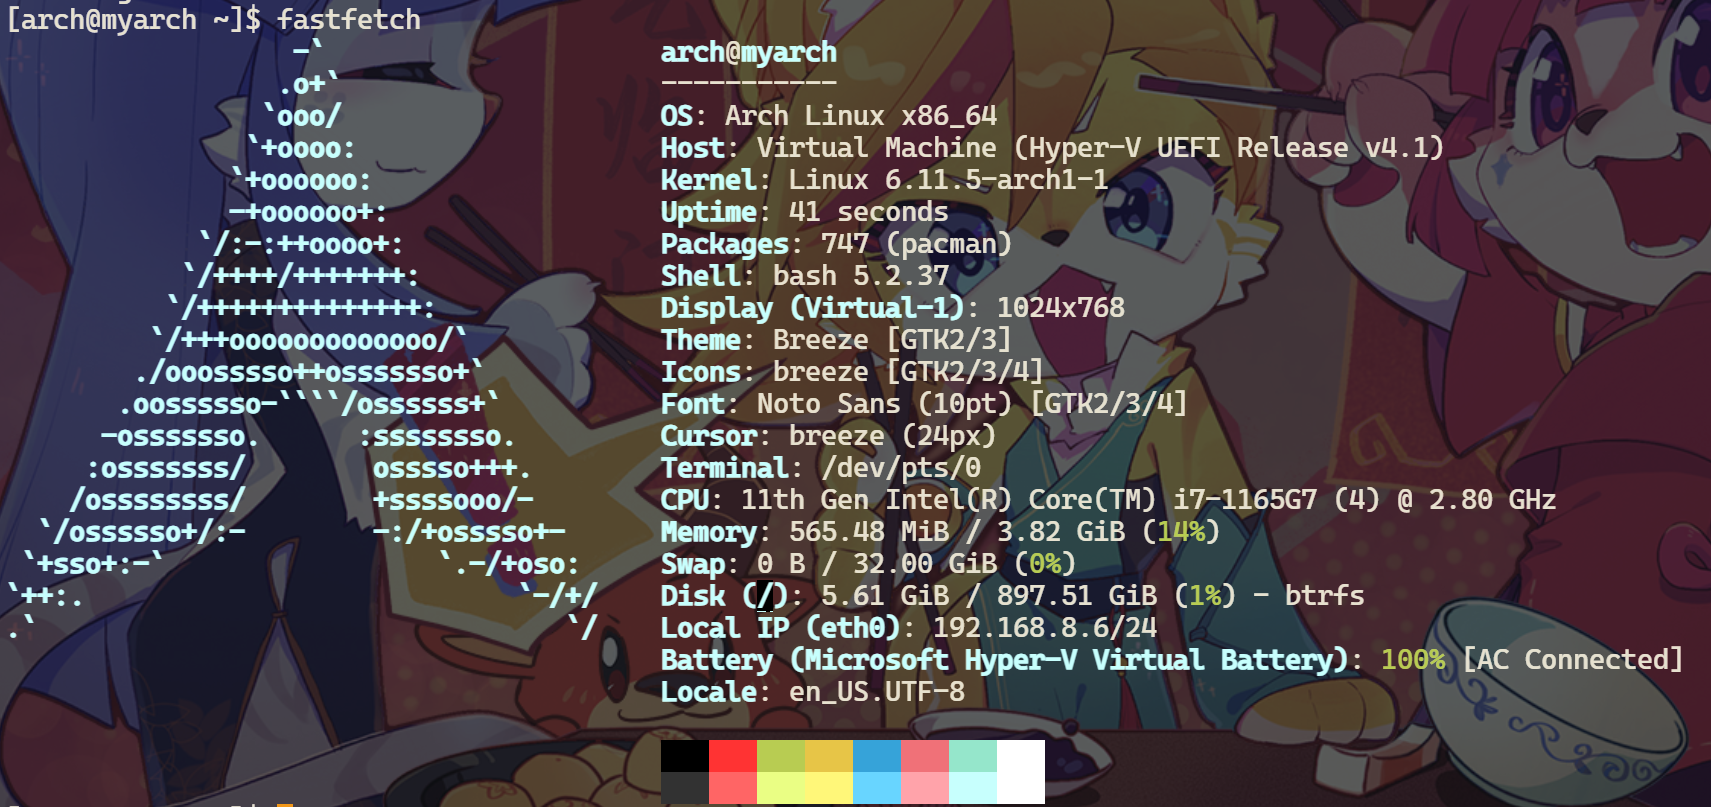 [arch@myarch ~]$ fastfetch
                  -`                     arch@myarch
                 .o+`                    -----------
                `ooo/                    OS: Arch Linux x86_64
               `+oooo:                   Host: Virtual Machine (Hyper-V UEFI Release v4.1)
              `+oooooo:                  Kernel: Linux 6.11.5-arch1-1
              -+oooooo+:                 Uptime: 41 seconds
            `/:-:++oooo+:                Packages: 747 (pacman)
           `/++++/+++++++:               Shell: bash 5.2.37
          `/++++++++++++++:              Display (Virtual-1): 1024x768
         `/+++ooooooooooooo/`            Theme: Breeze [GTK2/3]
        ./ooosssso++osssssso+`           Icons: breeze [GTK2/3/4]
       .oossssso-````/ossssss+`          Font: Noto Sans (10pt) [GTK2/3/4]
      -osssssso.      :ssssssso.         Cursor: breeze (24px)
     :osssssss/        osssso+++.        Terminal: /dev/pts/0
    /ossssssss/        +ssssooo/-        CPU: 11th Gen Intel(R) Core(TM) i7-1165G7 (4) @ 2.80 GHz
  `/ossssso+/:-        -:/+osssso+-      Memory: 565.48 MiB / 3.82 GiB (14%)
 `+sso+:-`                 `.-/+oso:     Swap: 0 B / 32.00 GiB (0%)
`++:.                           `-/+/    Disk (/): 5.61 GiB / 897.51 GiB (1%) - btrfs
.`                                 `/    Local IP (eth0): 192.168.8.6/24
                                         Battery (Microsoft Hyper-V Virtual Battery): 100% [AC Connected]
                                         Locale: en_US.UTF-8